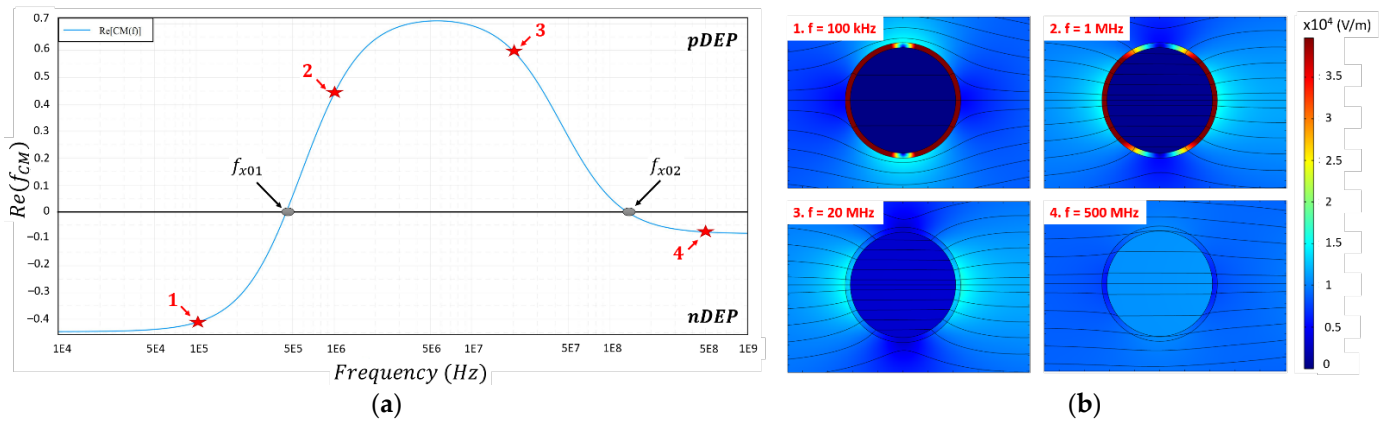 0.7
0.6
0.5
0.4
0.3
0.2
0.1
0
−0.1
−0.2
−0.3
−0.4
Re(f_CM)
Re[CM(f)]
pDEP
nDEP
1
2
3
4
f_x01
f_x02
1E4
5E4
1E5
5E5
1E6
5E6
1E7
5E7
1E8
5E8
1E9
Frequency (Hz)
(a)
1. f = 100 kHz
2. f = 1 MHz
3. f = 20 MHz
4. f = 500 MHz
x10⁴ (V/m)
3.5
3
2.5
2
1.5
1
0.5
0
(b)